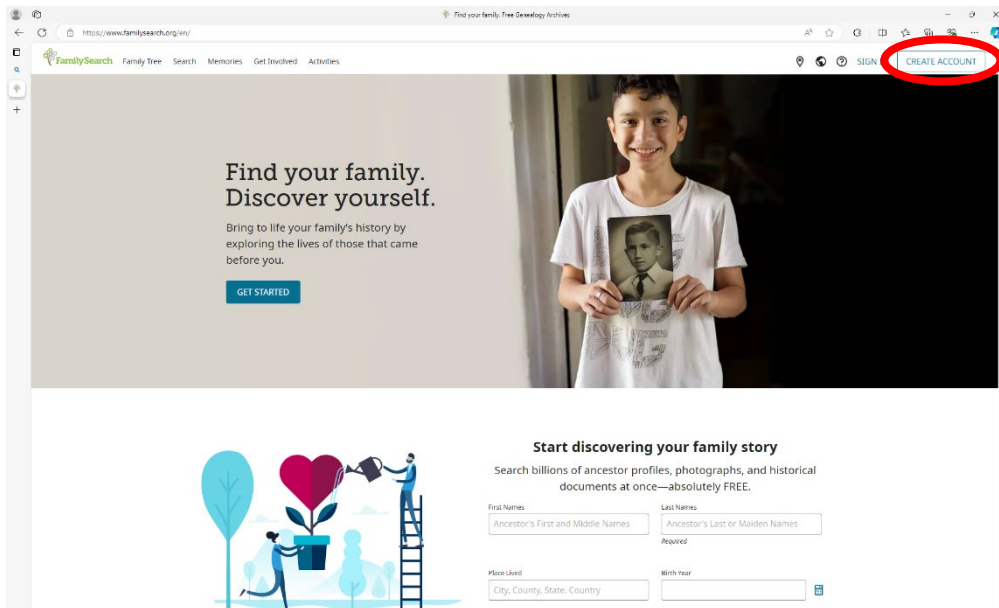 Find your family. Free Genealogy Archives
https://www.familysearch.org/en/
FamilySearch Family Tree Search Memories Get Involved Activities
SIGN CREATE ACCOUNT
Find your family.
Discover yourself.
Bring to life your family's history by
exploring the lives of those that came
before you.
GET STARTED
Start discovering your family story
Search billions of ancestor profiles, photographs, and historical
documents at once—absolutely FREE.
First Names Last Names
Ancestor's First and Middle Names Ancestor's Last or Maiden Names
Required
Place Lived Birth Year
City, County, State, Country